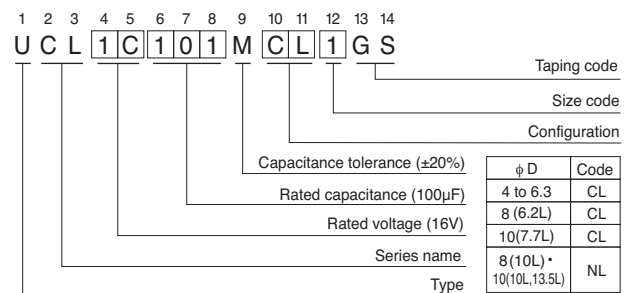 1 2 3 4 5 6 7 8 9 10 11 12 13 14
U C L 1 C 1 0 1 M C L 1 G S
Taping code
Size code
Configuration
Capacitance tolerance (±20%)
Rated capacitance (100µF)
Rated voltage (16V)
Series name
Type
ϕ D Code
4 to 6.3 CL
8 (6.2L) CL
10(7.7L) CL
8(10L) •
10(10L,13.5L) NL